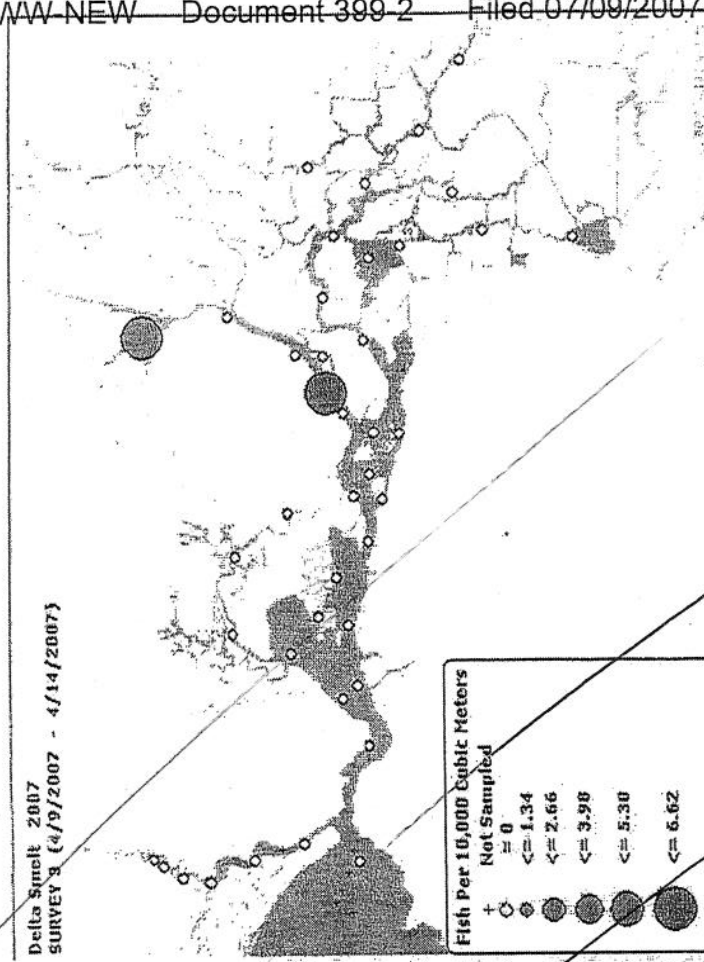 WW-NEW Document 399-2 Filed 07/09/2007
Delta Smelt 2007
SURVEY 3 (4/9/2007 - 4/14/2007)
Fish Per 10,000 Cubic Meters
+ Not Sampled
= 0
<= 1.34
<= 2.66
<= 3.98
<= 5.30
<= 6.62